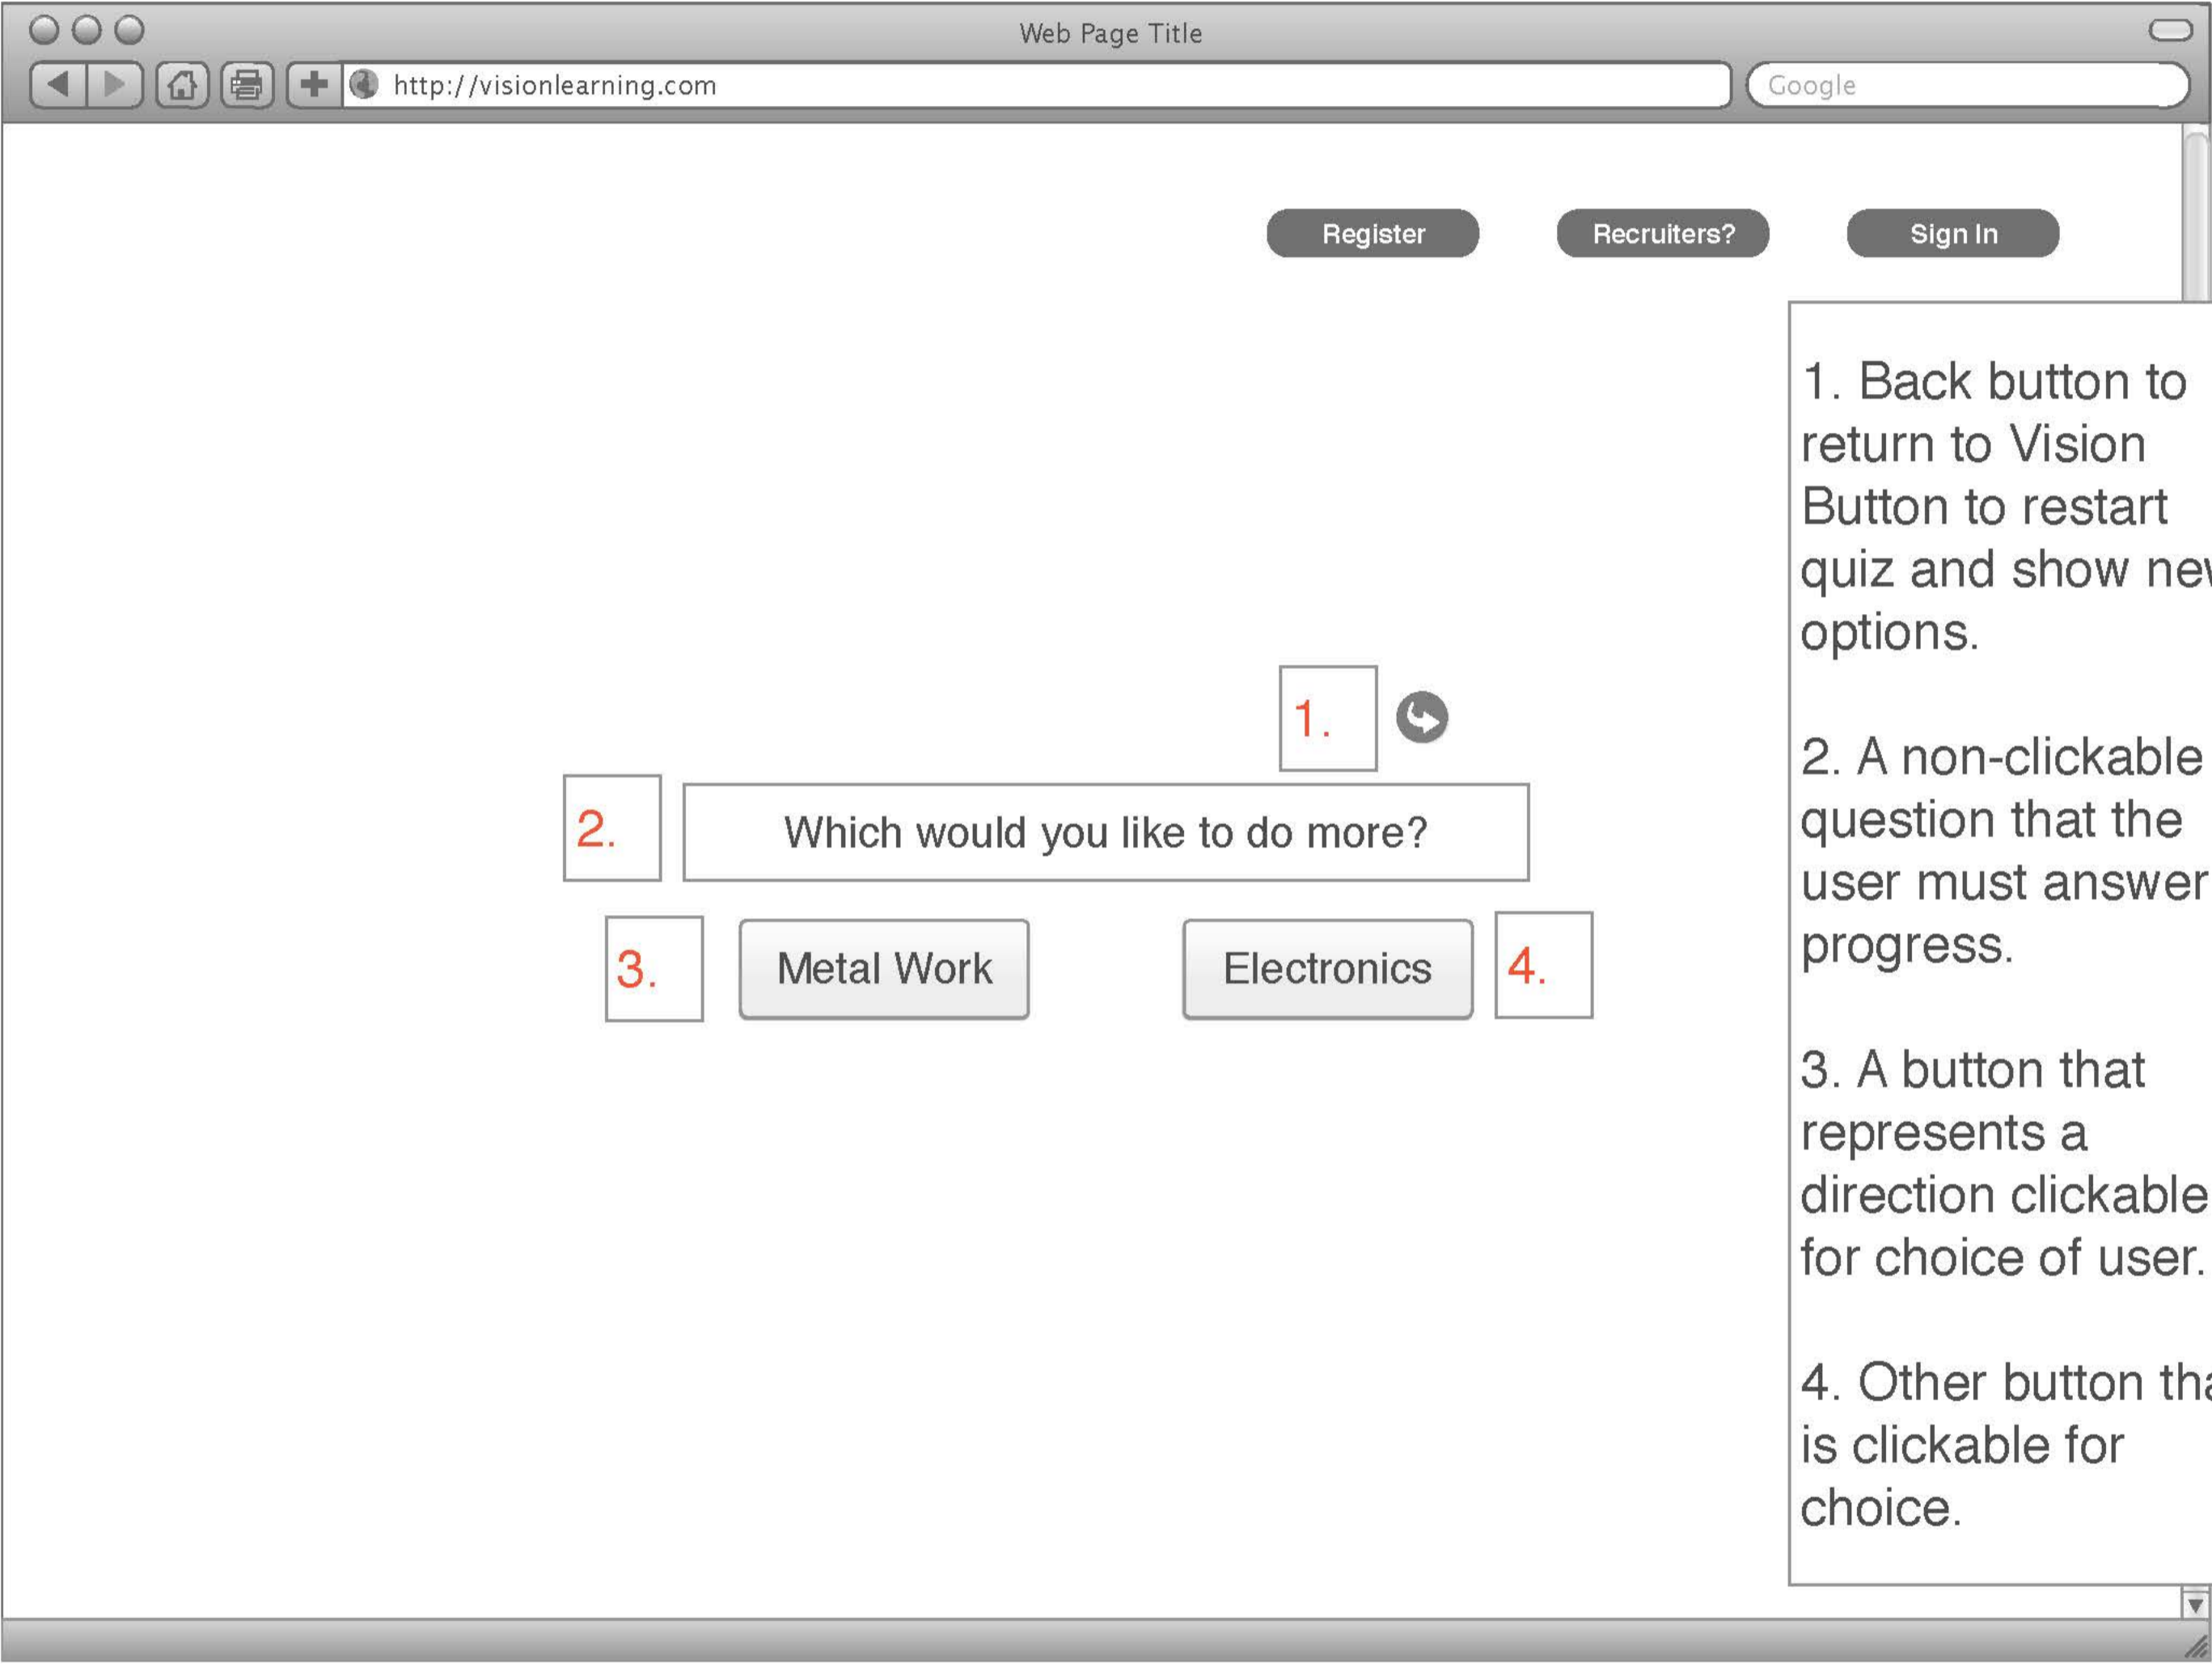 Web Page Title
http://visionlearning.com
Google
Register
Recruiters?
Sign In
1. Back button to
return to Vision
Button to restart
quiz and show
options.
1.
2.
Which would you like to do more?
3.
Metal Work
Electronics
4.
2. A non-clickable
question that the
user must answer
progress.
3. A button that
represents a
direction clickable
for choice of user.
4. Other button
is clickable for
choice.